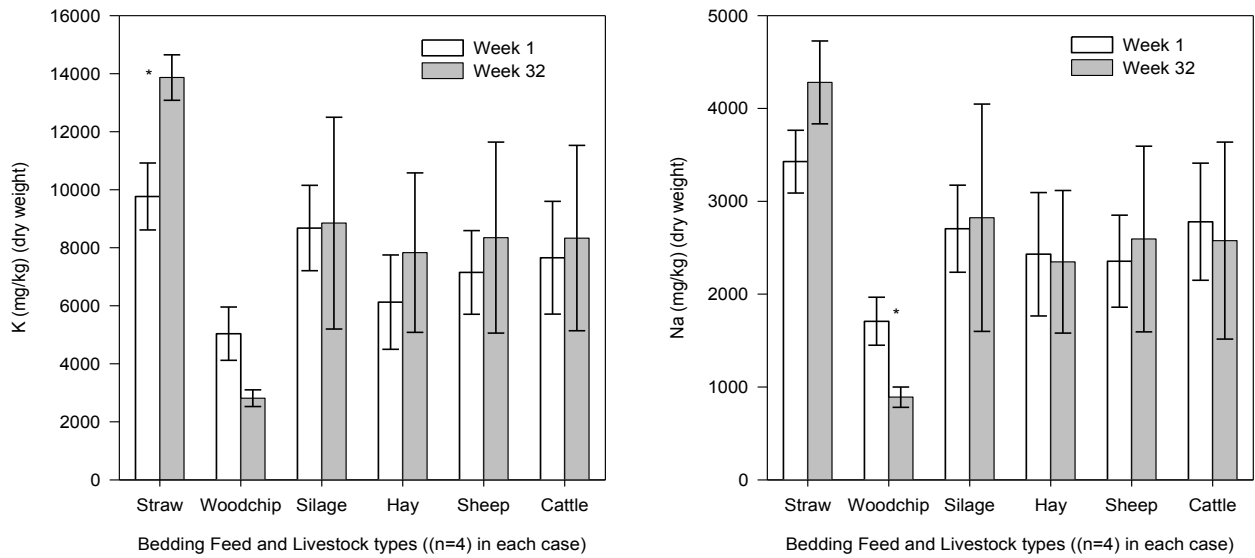 K (mg/kg) (dry weight)
16000
14000
12000
10000
8000
6000
4000
2000
0
*
Week 1
Week 32
Straw Woodchip Silage Hay Sheep Cattle
Bedding Feed and Livestock types ((n=4) in each case)
Na (mg/kg) (dry weight)
5000
4000
3000
2000
1000
0
Week 1
Week 32
*
Straw Woodchip Silage Hay Sheep Cattle
Bedding Feed and Livestock types ((n=4) in each case)